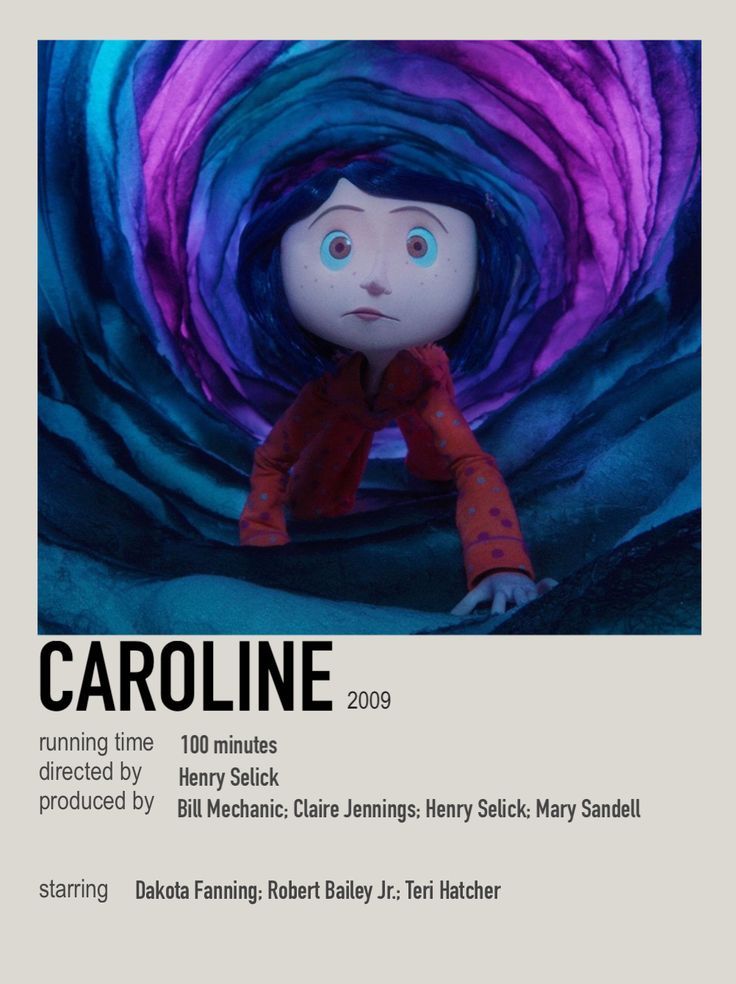 CAROLINE 2009
running time 100 minutes
directed by Henry Selick
produced by Bill Mechanic; Claire Jennings; Henry Selick; Mary Sandell
starring Dakota Fanning; Robert Bailey Jr.; Teri Hatcher